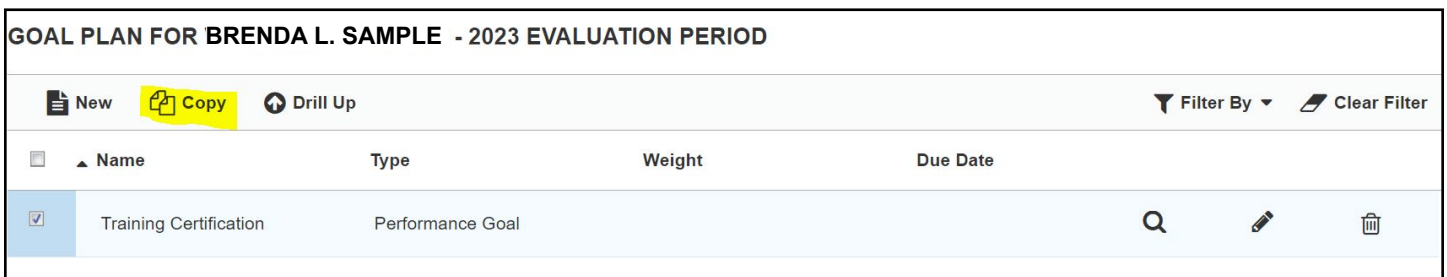 GOAL PLAN FOR BRENDA L. SAMPLE - 2023 EVALUATION PERIOD
New Copy Drill Up Filter By Clear Filter
Name Type Weight Due Date
Training Certification Performance Goal